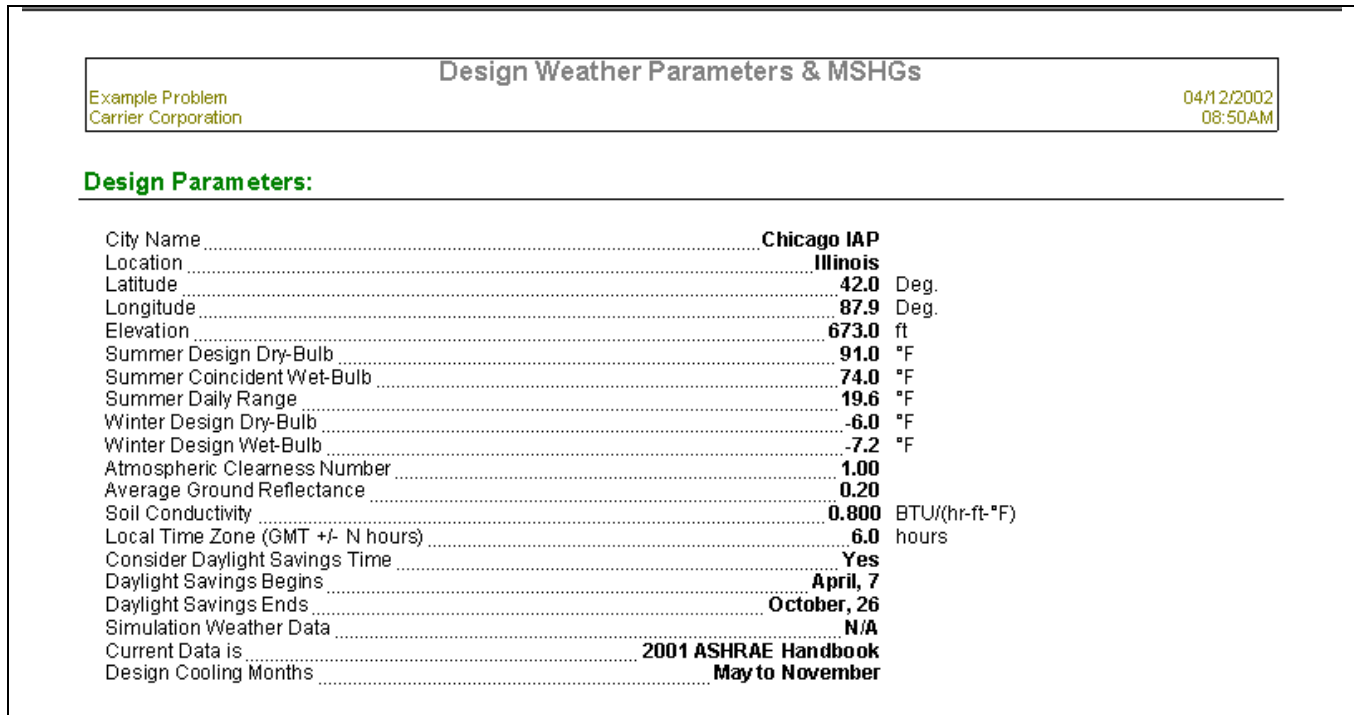 Design Weather Parameters & MSHGs
Example Problem 04/12/2002
Carrier Corporation 08:50AM
Design Parameters:
City Name Chicago IAP
Location Illinois
Latitude 42.0 Deg.
Longitude 87.9 Deg.
Elevation 673.0 ft
Summer Design Dry-Bulb 91.0 °F
Summer Coincident Wet-Bulb 74.0 °F
Summer Daily Range 19.6 °F
Winter Design Dry-Bulb -6.0 °F
Winter Design Wet-Bulb -7.2 °F
Atmospheric Clearness Number 1.00
Average Ground Reflectance 0.20
Soil Conductivity 0.800 BTU/(hr-ft-°F)
Local Time Zone (GMT +/- N hours) 6.0 hours
Consider Daylight Savings Time Yes
Daylight Savings Begins April, 7
Daylight Savings Ends October, 26
Simulation Weather Data N/A
Current Data is 2001 ASHRAE Handbook
Design Cooling Months May to November